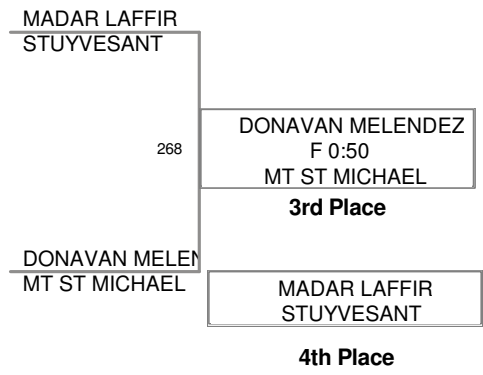 MADAR LAFFIR
STUYVESANT
268
DONAVAN MELENDEZ
F 0:50
MT ST MICHAEL
3rd Place
DONAVAN MELEN
MT ST MICHAEL
MADAR LAFFIR
STUYVESANT
4th Place